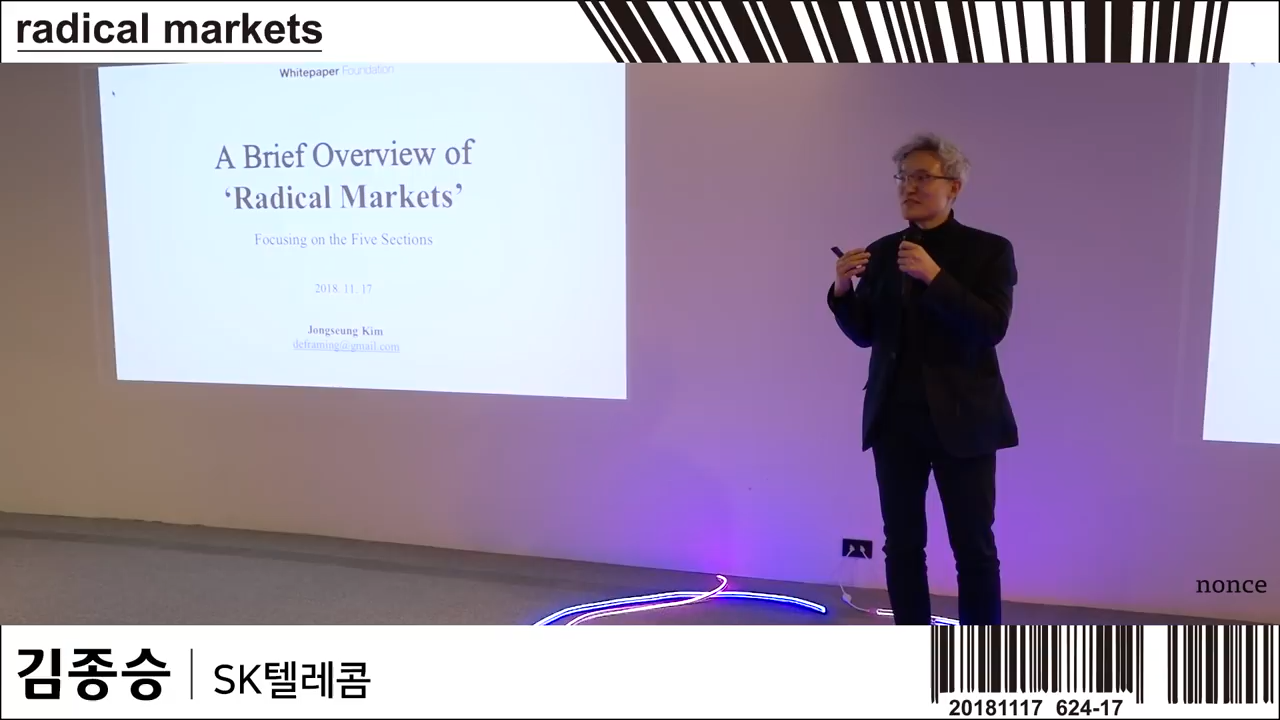 radical markets
Whitepaper Foundation
A Brief Overview of
‘Radical Markets’
Focusing on the Five Sections
2018. 11. 17
Jongseung Kim
deframing@gmail.com
nonce
김종승 | SK텔레콤
20181117 624-17